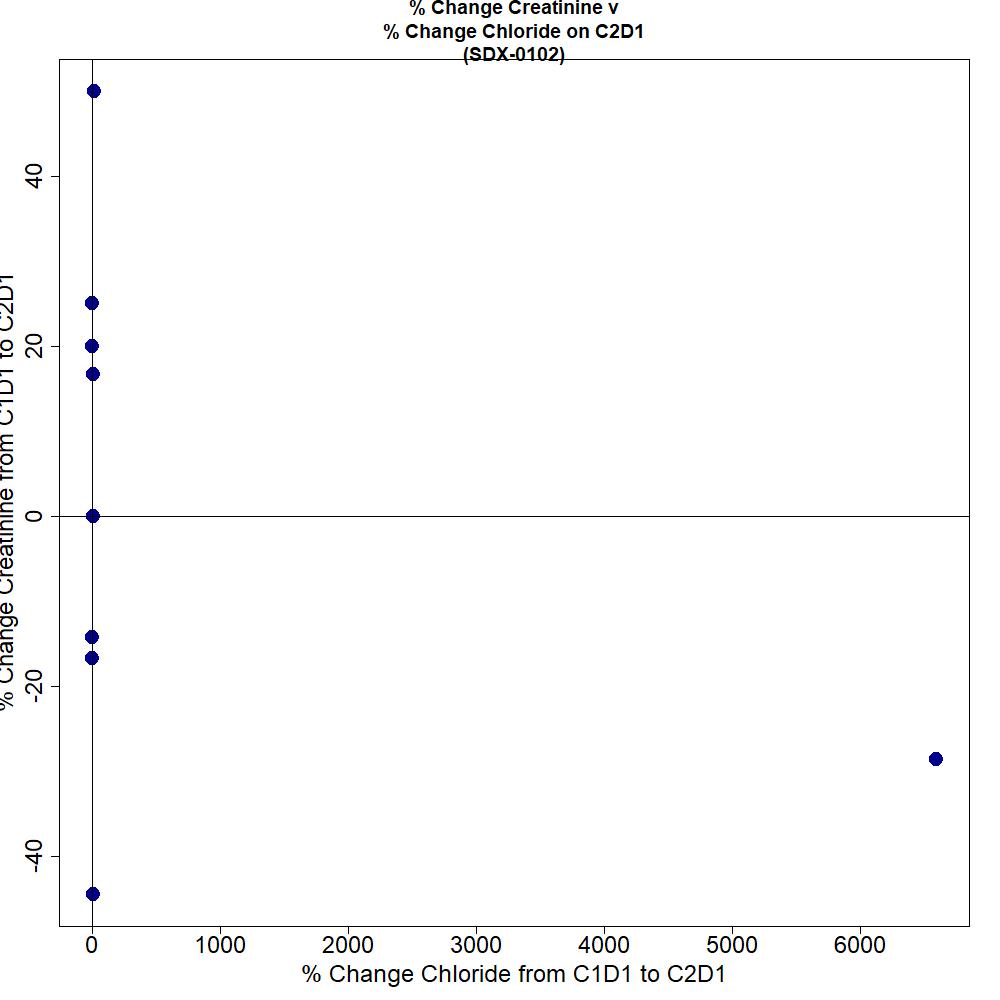 % Change Creatinine v
% Change Chloride on C2D1
(SDX-0102)
% Change Creatinine from C1D1 to C2D1
40
20
0
-20
-40
0 1000 2000 3000 4000 5000 6000
% Change Chloride from C1D1 to C2D1